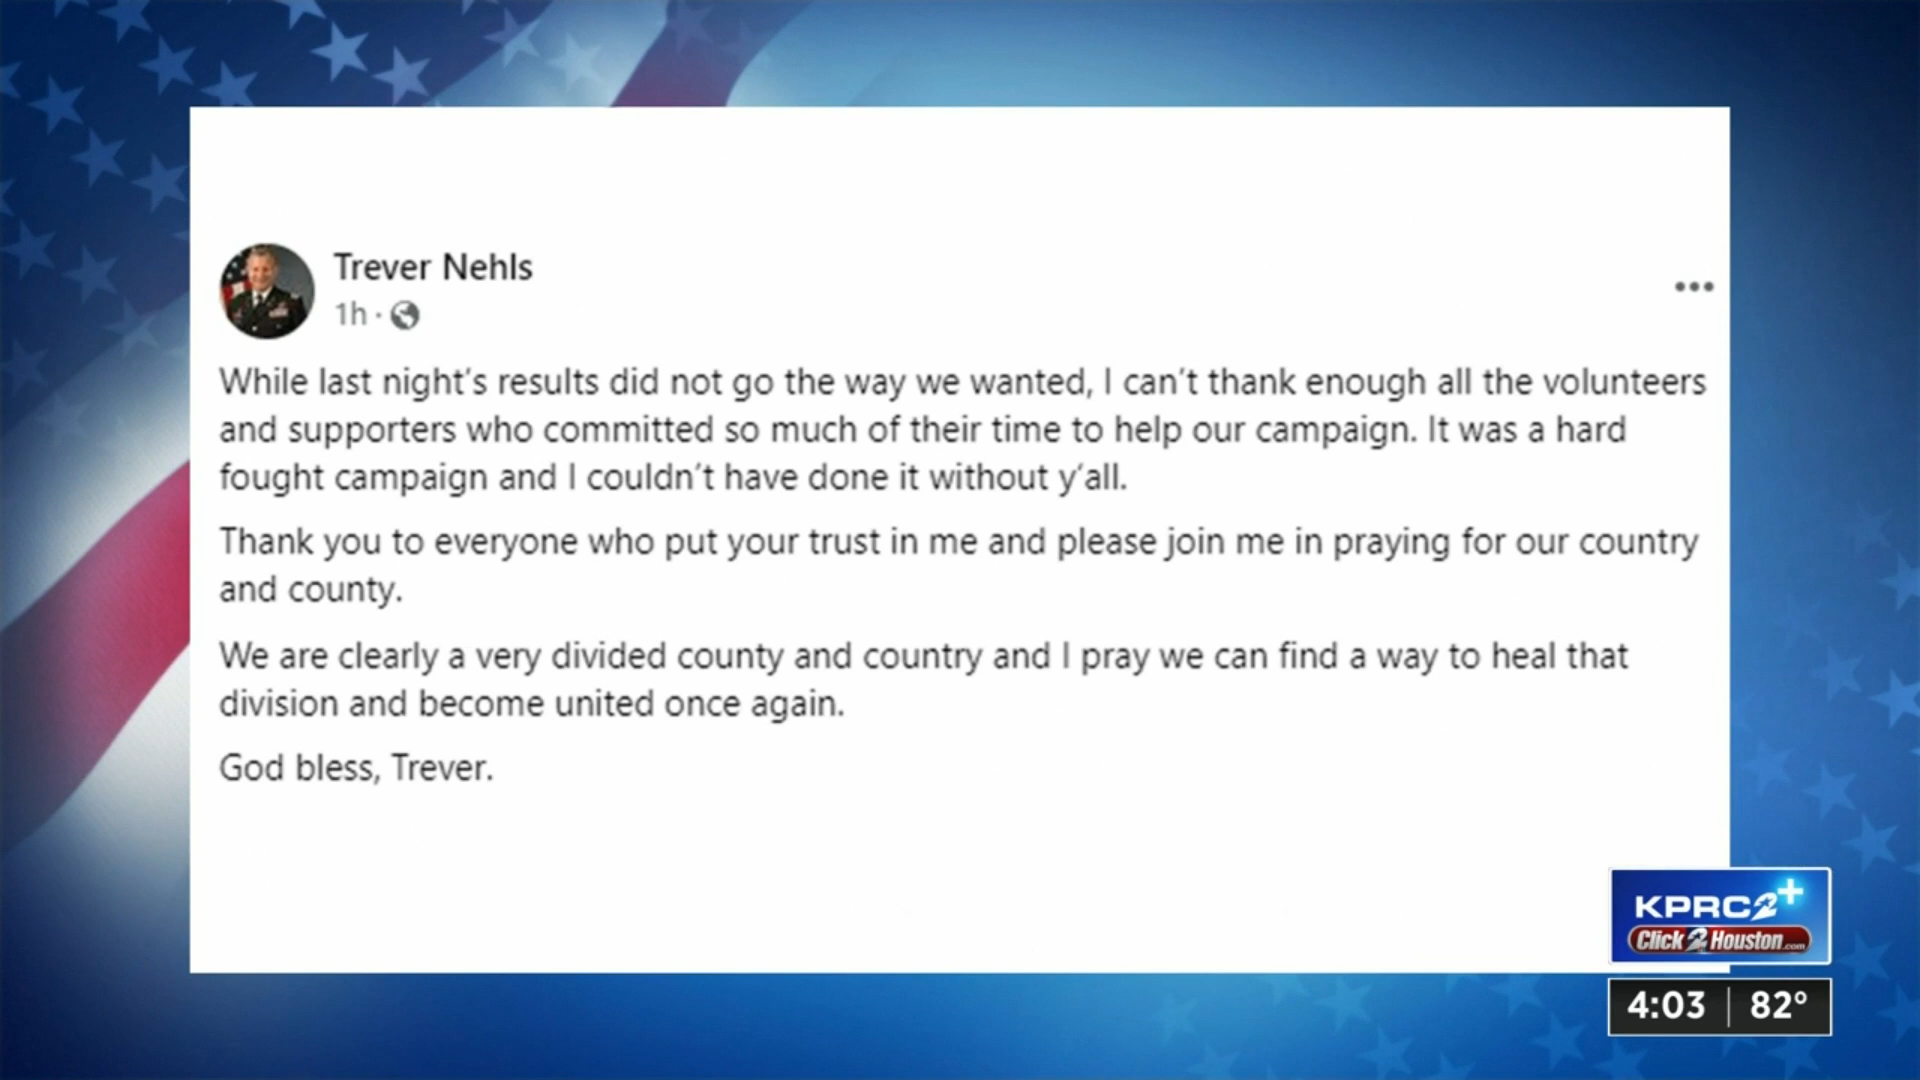 Trever Nehls
1h ·
While last night's results did not go the way we wanted, I can't thank enough all the volunteers
and supporters who committed so much of their time to help our campaign. It was a hard
fought campaign and I couldn't have done it without y'all.
Thank you to everyone who put your trust in me and please join me in praying for our country
and county.
We are clearly a very divided county and country and I pray we can find a way to heal that
division and become united once again.
God bless, Trever.
KPRC2+
Click2Houston.com
4:03 | 82°